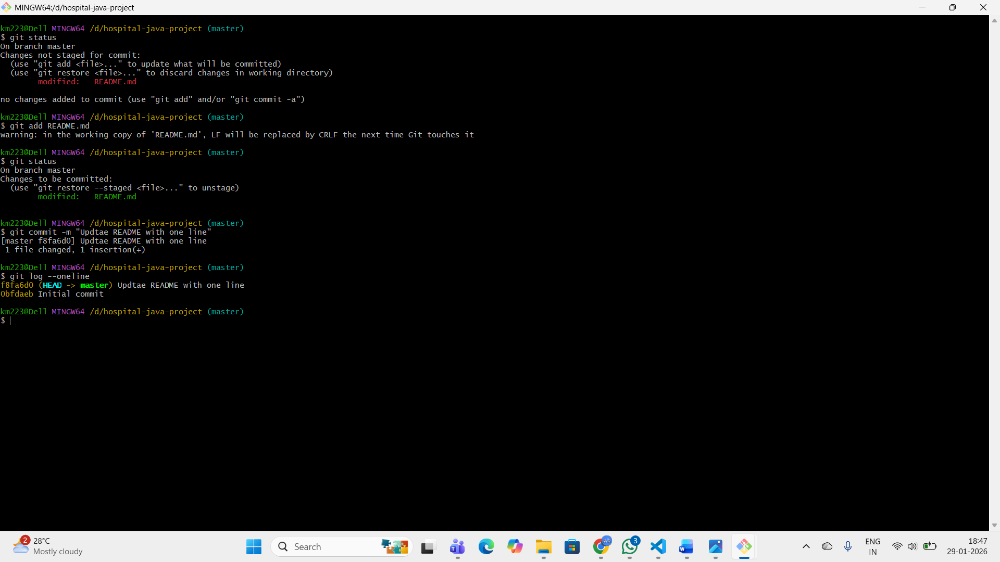 MINGW64:/d/hospital-java-project
km223@Dell MINGW64 /d/hospital-java-project (master)
$ git status
On branch master
Changes not staged for commit:
  (use "git add <file>..." to update what will be committed)
  (use "git restore <file>..." to discard changes in working directory)
        modified:   README.md
no changes added to commit (use "git add" and/or "git commit -a")
km223@Dell MINGW64 /d/hospital-java-project (master)
$ git add README.md
warning: in the working copy of 'README.md', LF will be replaced by CRLF the next time Git touches it
km223@Dell MINGW64 /d/hospital-java-project (master)
$ git status
On branch master
Changes to be committed:
  (use "git restore --staged <file>..." to unstage)
        modified:   README.md
km223@Dell MINGW64 /d/hospital-java-project (master)
$ git commit -m "Updtae README with one line"
[master f8fa6d0] Updtae README with one line
 1 file changed, 1 insertion(+)
km223@Dell MINGW64 /d/hospital-java-project (master)
$ git log --oneline
f8fa6d0 (HEAD -> master) Updtae README with one line
0bfdaeb Initial commit
km223@Dell MINGW64 /d/hospital-java-project (master)
$
2
28°C
Mostly cloudy
Search
3
ENG
IN
18:47
29-01-2026